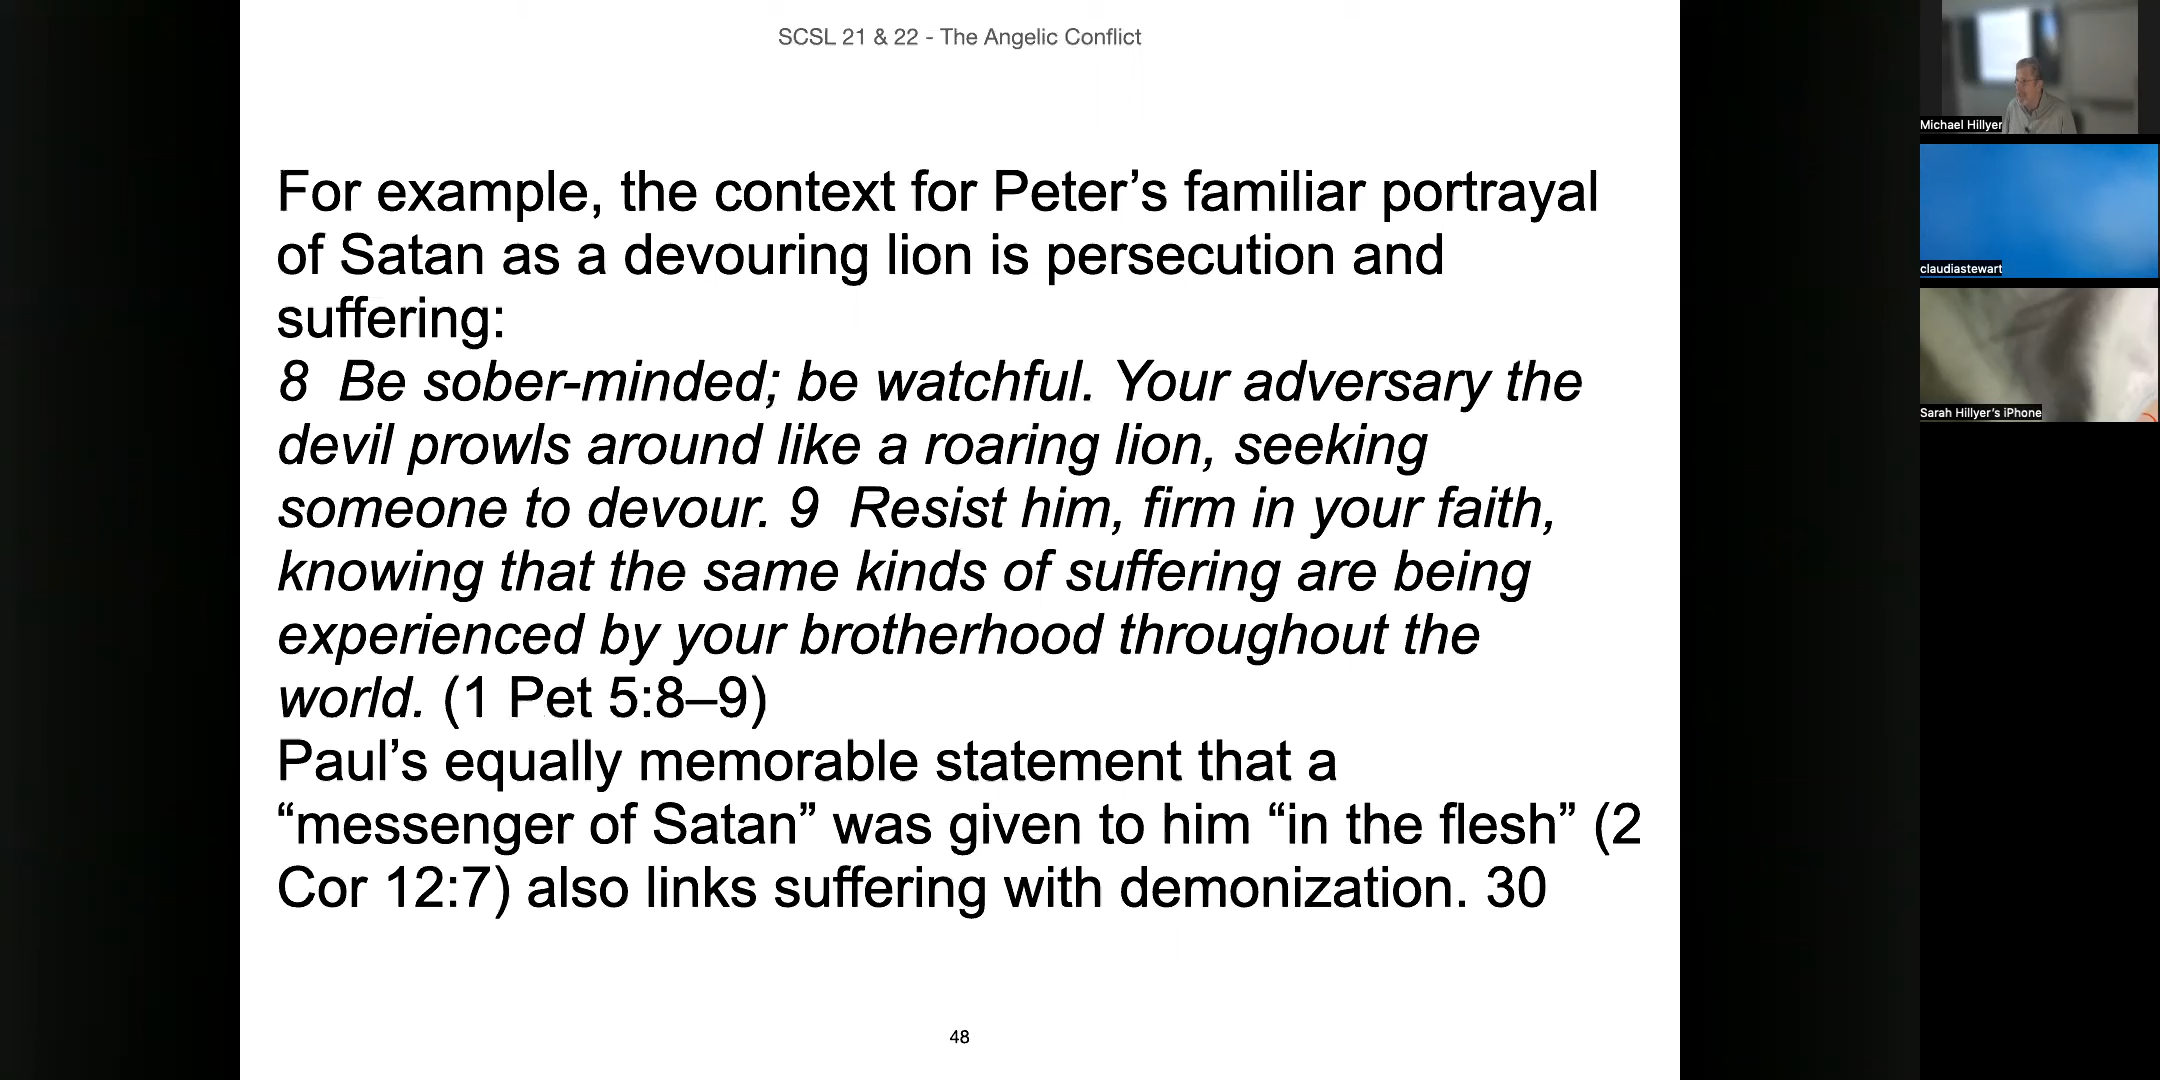 SCSL 21 & 22 - The Angelic Conflict
For example, the context for Peter’s familiar portrayal
of Satan as a devouring lion is persecution and
suffering:
8 Be sober-minded; be watchful. Your adversary the
devil prowls around like a roaring lion, seeking
someone to devour. 9 Resist him, firm in your faith,
knowing that the same kinds of suffering are being
experienced by your brotherhood throughout the
world. (1 Pet 5:8–9)
Paul’s equally memorable statement that a
“messenger of Satan” was given to him “in the flesh” (2
Cor 12:7) also links suffering with demonization. 30
48
Michael Hillyer
claudiastewart
Sarah Hillyer’s iPhone